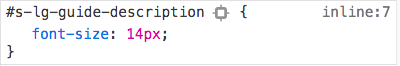 #s-lg-guide-description { inline:7
font-size: 14px;
}